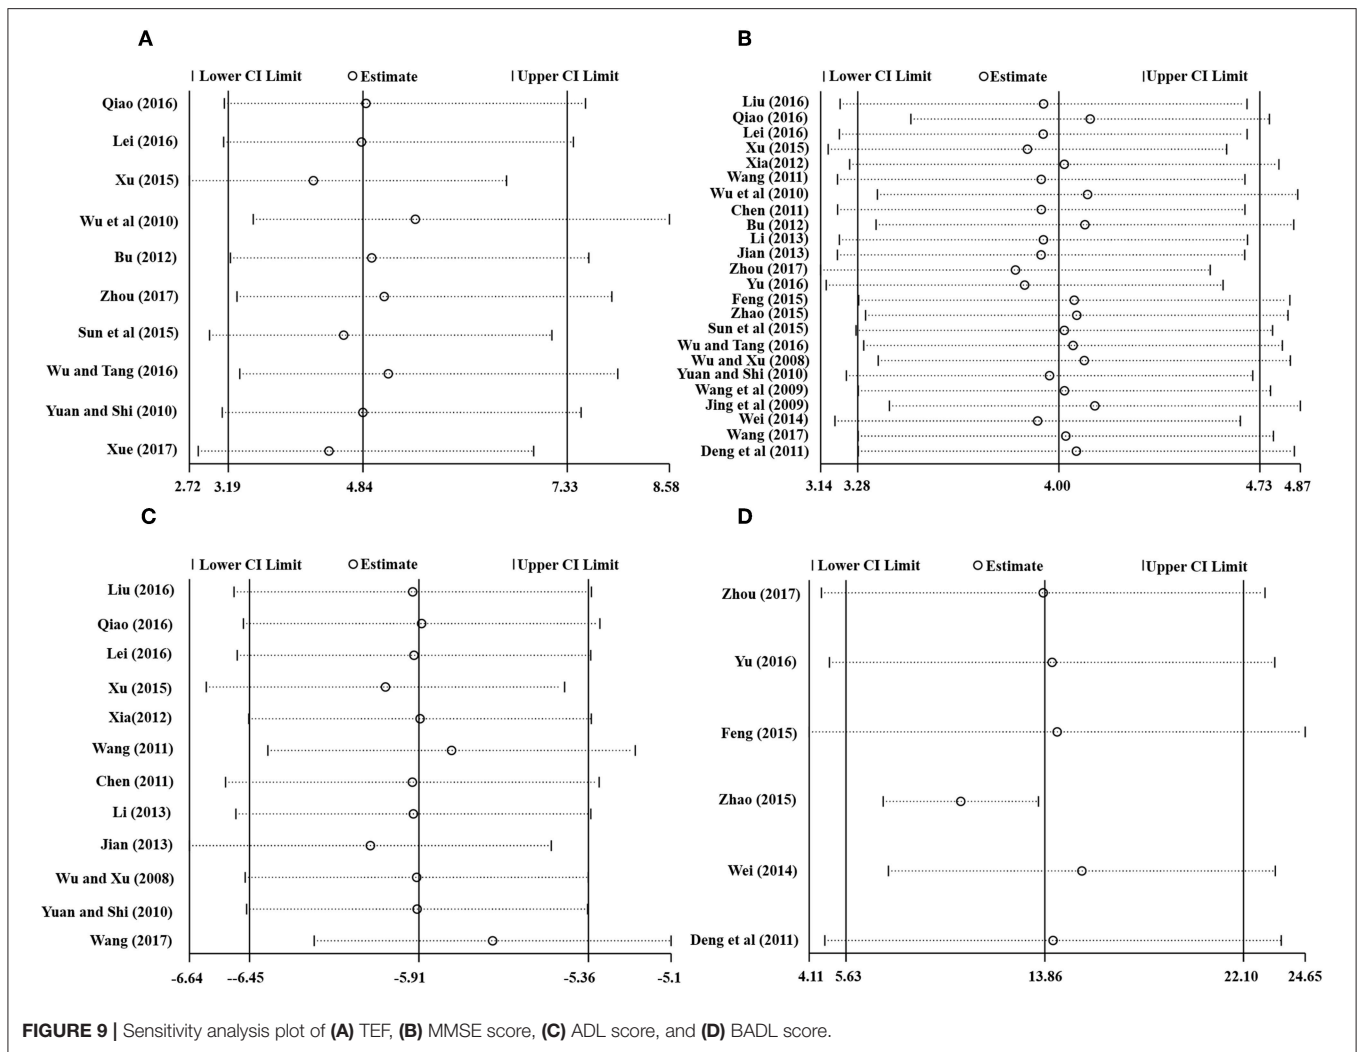 A
| Lower CI Limit O Estimate | Upper CI Limit
Qiao (2016)
Lei (2016)
Xu (2015)
Wu et al (2010)
Bu (2012)
Zhou (2017)
Sun et al (2015)
Wu and Tang (2016)
Yuan and Shi (2010)
Xue (2017)
2.72 3.19 4.84 7.33 8.58
B
| Lower CI Limit O Estimate | Upper CI Limit
Liu (2016)
Qiao (2016)
Lei (2016)
Xu (2015)
Xia(2012)
Wang (2011)
Wu et al (2010)
Chen (2011)
Bu (2012)
Li (2013)
Jian (2013)
Zhou (2017)
Yu (2016)
Feng (2015)
Zhao (2015)
Sun et al (2015)
Wu and Tang (2016)
Wu and Xu (2008)
Yuan and Shi (2010)
Wang et al (2009)
Jing et al (2009)
Wei (2014)
Wang (2017)
Deng et al (2011)
3.14 3.28 4.00 4.73 4.87
C
| Lower CI Limit O Estimate | Upper CI Limit
Liu (2016)
Qiao (2016)
Lei (2016)
Xu (2015)
Xia(2012)
Wang (2011)
Chen (2011)
Li (2013)
Jian (2013)
Wu and Xu (2008)
Yuan and Shi (2010)
Wang (2017)
-6.64 --6.45 -5.91 -5.36 -5.1
D
| Lower CI Limit O Estimate | Upper CI Limit
Zhou (2017)
Yu (2016)
Feng (2015)
Zhao (2015)
Wei (2014)
Deng et al (2011)
4.11 5.63 13.86 22.10 24.65
FIGURE 9 | Sensitivity analysis plot of (A) TEF, (B) MMSE score, (C) ADL score, and (D) BADL score.